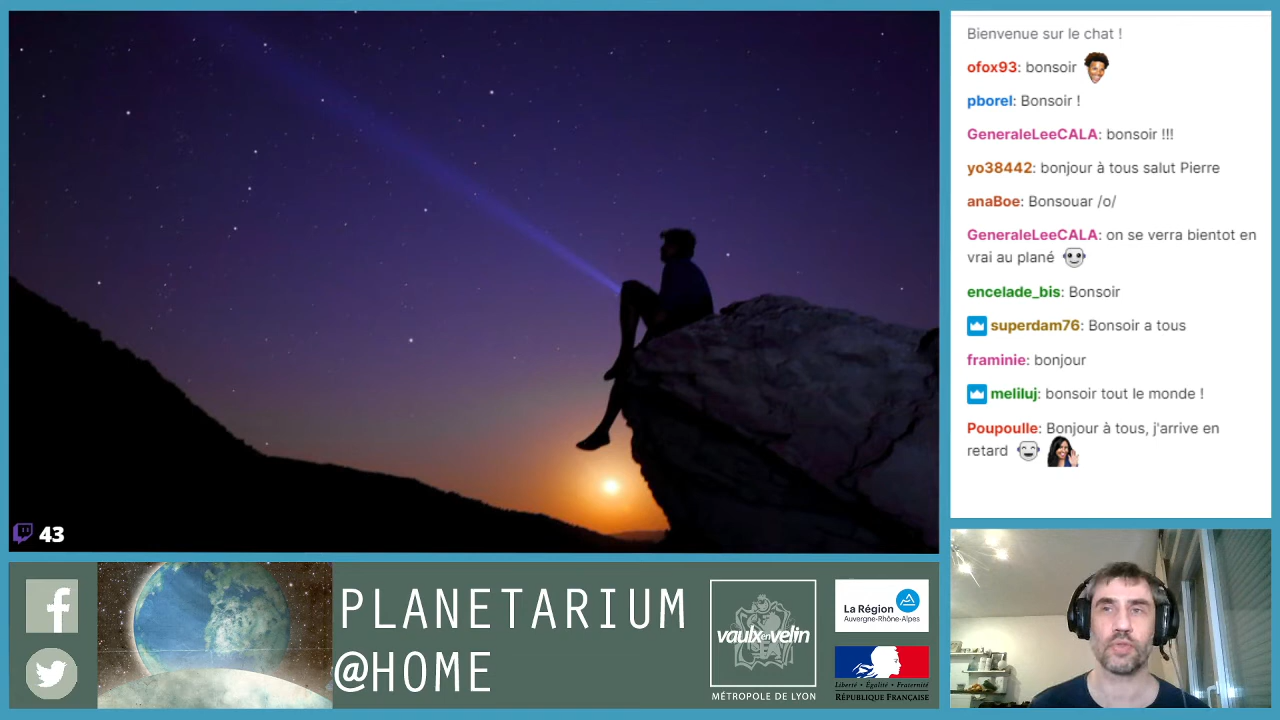 Bienvenue sur le chat !
ofox93: bonsoir
pborel: Bonsoir !
GeneraleLeeCALA: bonsoir !!!
yo38442: bonjour à tous salut Pierre
anaBoe: Bonsouar /o/
GeneraleLeeCALA: on se verra bientot en
vrai au plané
encelade_bis: Bonsoir
superdam76: Bonsoir a tous
framinie: bonjour
meliluj: bonsoir tout le monde !
Poupoulle: Bonjour à tous, j'arrive en
retard
43
PLANETARIUM
@HOME
vaulx en velin
MÉTROPOLE DE LYON
La Région
Auvergne-Rhône-Alpes
Liberté • Égalité • Fraternité
RÉPUBLIQUE FRANÇAISE